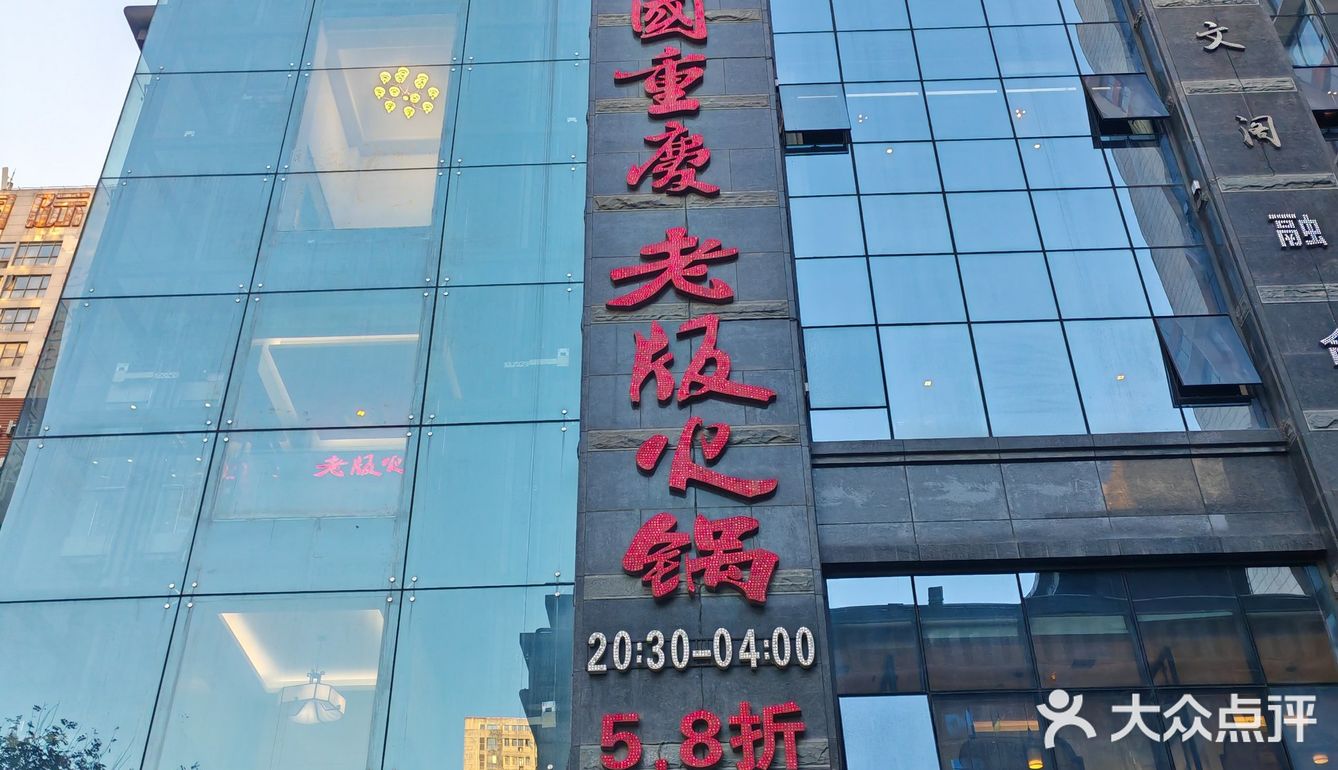 國重慶老版火锅
20:30-04:00
5.8折
老版火
文
融
大众点评